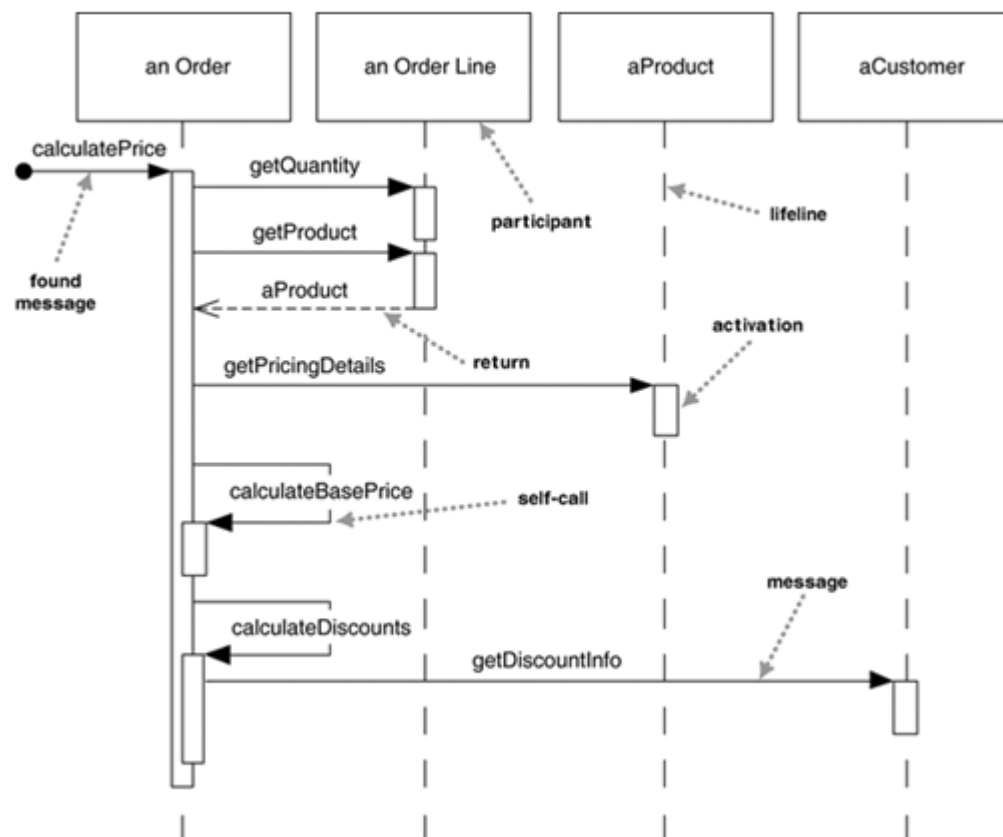 an Order
an Order Line
aProduct
aCustomer
calculatePrice
getQuantity
participant
lifeline
getProduct
found
message
aProduct
activation
return
getPricingDetails
calculateBasePrice
self-call
message
calculateDiscounts
getDiscountInfo